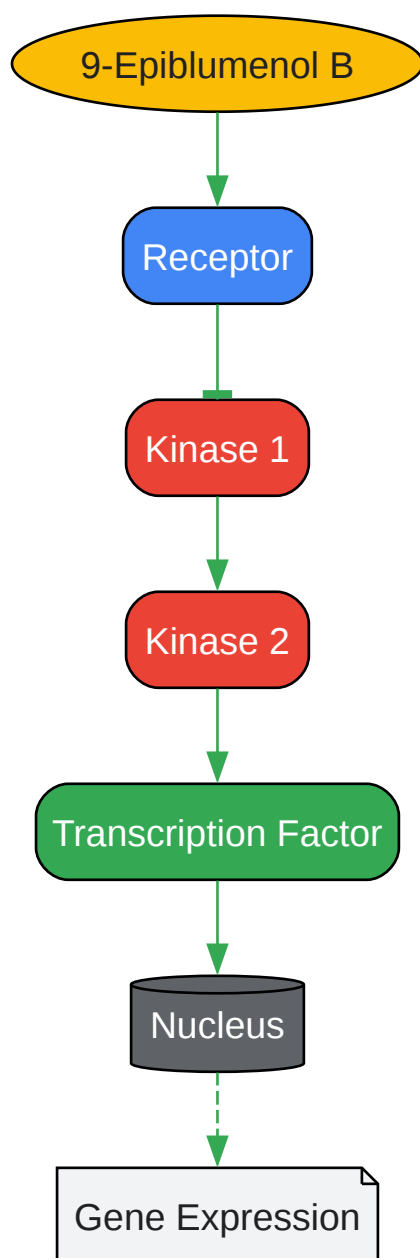 9-Epiblumenol B
Receptor
Kinase 1
Kinase 2
Transcription Factor
Nucleus
Gene Expression